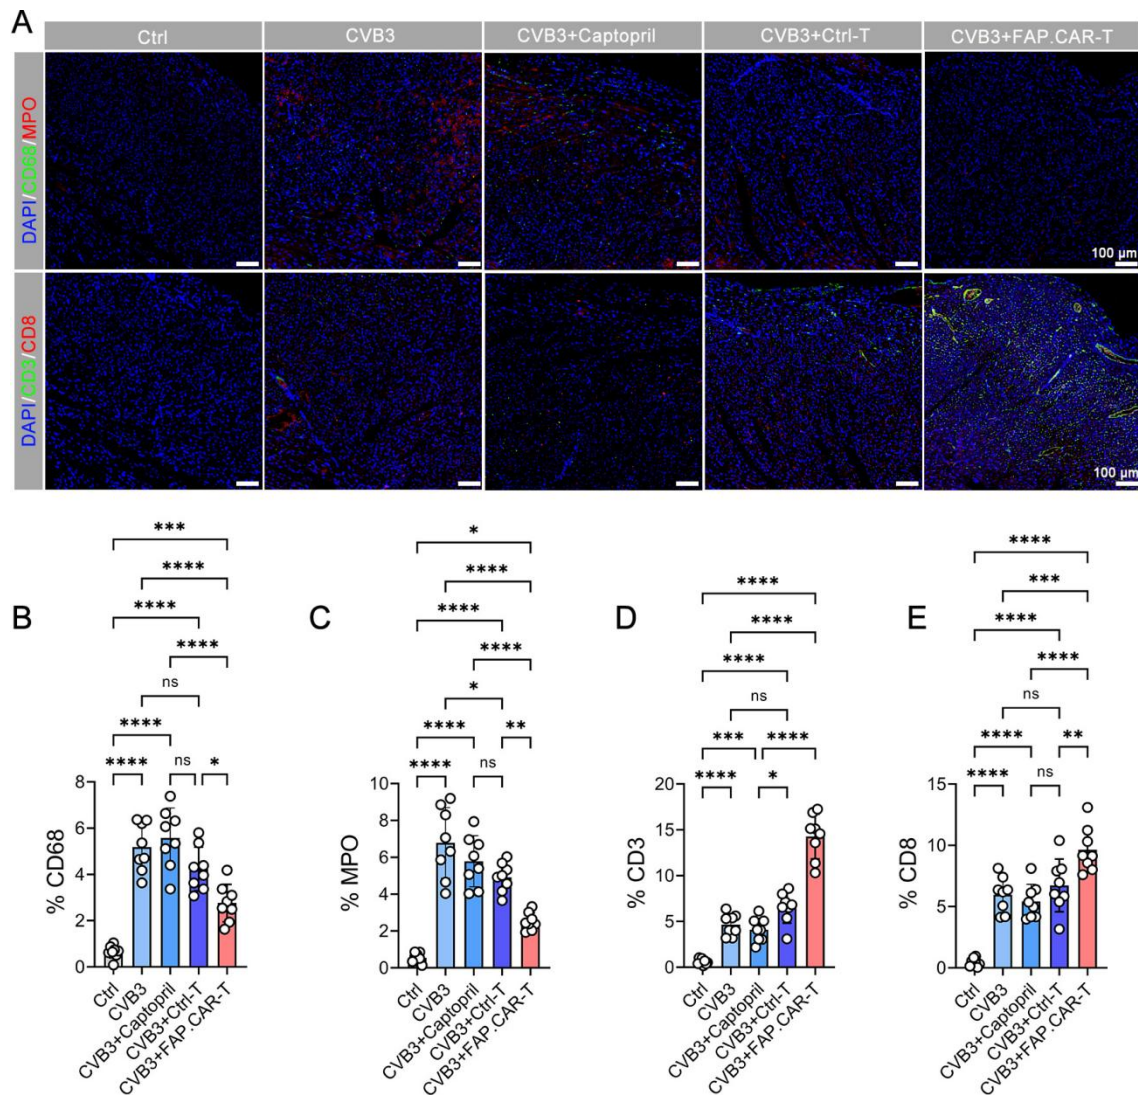 A
Ctrl
CVB3
CVB3+Captopril
CVB3+Ctrl-T
CVB3+FAP.CAR-T
DAPI/CD68/MPO
100 µm
DAPI/CD3/CD8
100 µm
B
***
****
****
****
ns
****
****
ns
*
% CD68
8
6
4
2
0
Ctrl
CVB3
CVB3+Captopril
CVB3+Ctrl-T
CVB3+FAP.CAR-T
C
*
****
****
****
*
****
**
****
ns
% MPO
10
8
6
4
2
0
Ctrl
CVB3
CVB3+Captopril
CVB3+Ctrl-T
CVB3+FAP.CAR-T
D
****
****
****
ns
***
****
****
*
% CD3
20
15
10
5
0
Ctrl
CVB3
CVB3+Captopril
CVB3+Ctrl-T
CVB3+FAP.CAR-T
E
****
***
****
****
ns
****
**
****
ns
% CD8
15
10
5
0
Ctrl
CVB3
CVB3+Captopril
CVB3+Ctrl-T
CVB3+FAP.CAR-T